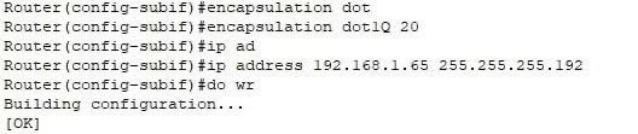 Router(config-subif)#encapsulation dot
Router(config-subif)#encapsulation dot1Q 20
Router(config-subif)#ip ad
Router(config-subif)#ip address 192.168.1.65 255.255.255.192
Router(config-subif)#do wr
Building configuration...
[OK]